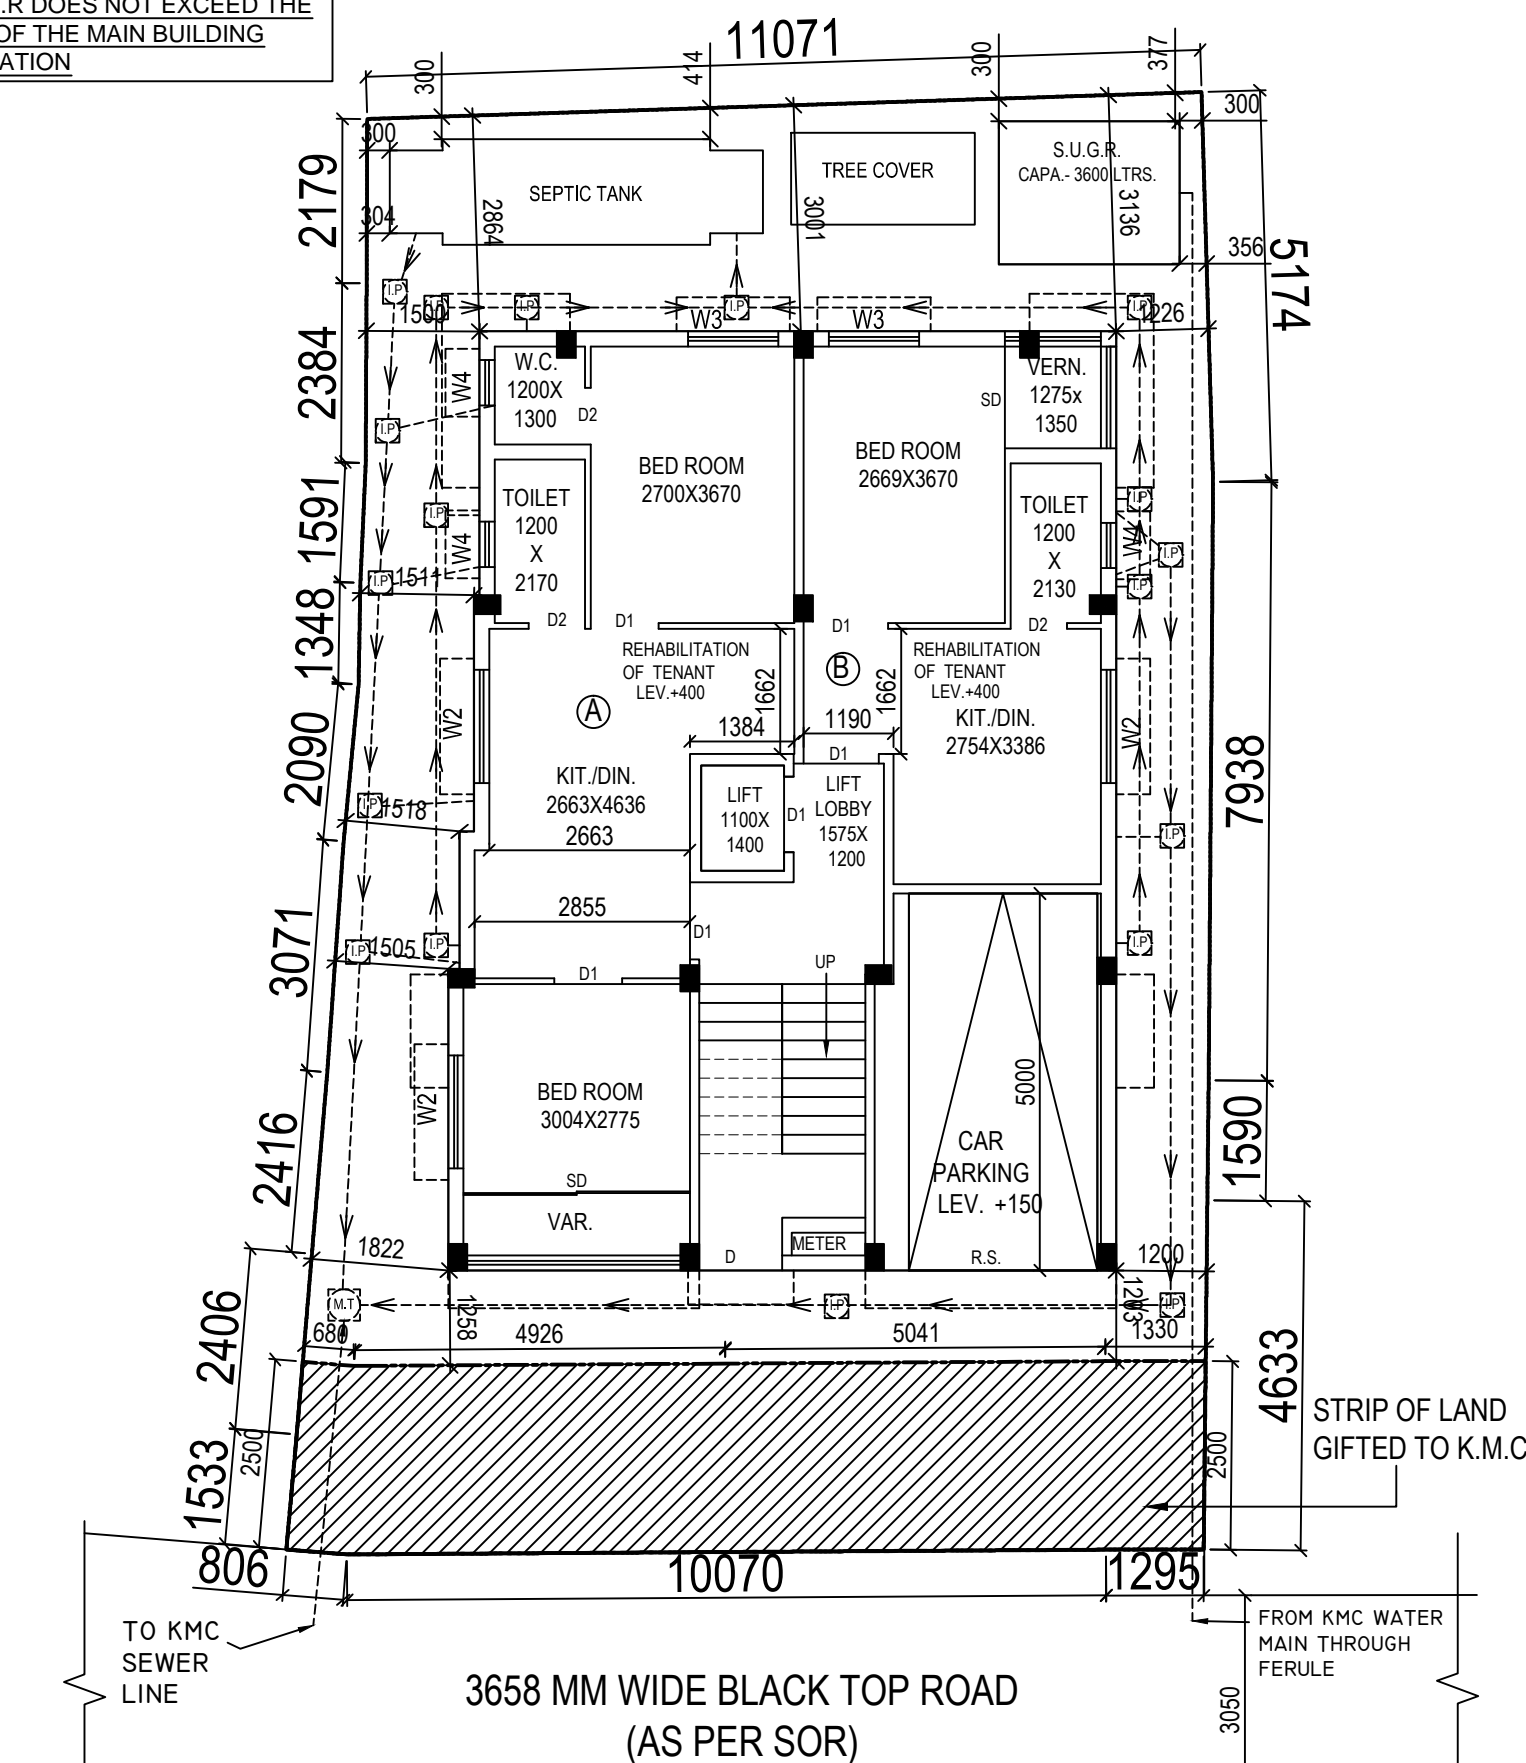 .R DOES NOT EXCEED THE
OF THE MAIN BUILDING
ATION
11071
300
414
300
377
300
300
2179
SEPTIC TANK
TREE COVER
S.U.G.R.
CAPA.- 3600 LTRS.
304
2864
3001
3136
356
5174
I.P
I.P
I.P
I.P
I.P
1500
W3
W3
1226
2384
W.C.
1200X
1300
D2
W4
SD
VERN.
1275x
1350
I.P
BED ROOM
2700X3670
BED ROOM
2669X3670
1591
TOILET
1200
X
2170
TOILET
1200
X
2130
I.P
I.P
W4
W4
I.P
I.P
1511
I.P
1348
D2
D1
D1
D2
REHABILITATION
OF TENANT
LEV.+400
REHABILITATION
OF TENANT
LEV.+400
A
B
1662
1662
1384
1190
KIT./DIN.
2754X3386
2090
W2
W2
D1
7938
KIT./DIN.
2663X4636
2663
LIFT
1100X
1400
D1
LIFT
LOBBY
1575X
1200
I.P
1518
I.P
3071
2855
D1
I.P
1505
I.P
I.P
D1
UP
5000
BED ROOM
3004X2775
W2
1590
2416
CAR
PARKING
LEV. +150
SD
VAR.
METER
D
R.S.
1822
1200
M.T
I.P
I.P
1258
1203
2406
680
4926
5041
1330
4633
2500
2500
STRIP OF LAND
GIFTED TO K.M.C
1533
806
10070
1295
TO KMC
SEWER
LINE
FROM KMC WATER
MAIN THROUGH
FERULE
3050
3658 MM WIDE BLACK TOP ROAD
(AS PER SOR)